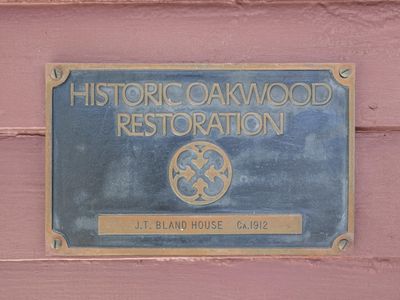 HISTORIC OAKWOOD
RESTORATION
J.T. BLAND HOUSE CA.1912